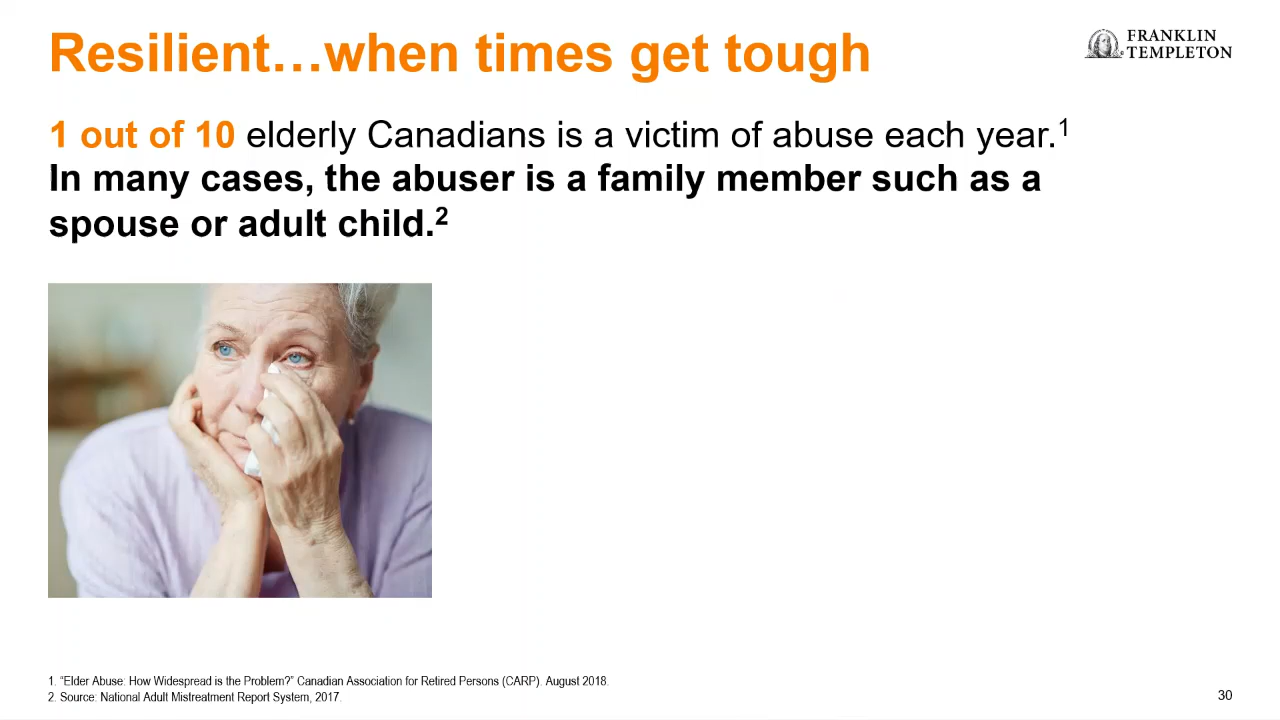 Resilient…when times get tough
FRANKLIN
TEMPLETON
1 out of 10 elderly Canadians is a victim of abuse each year.1
In many cases, the abuser is a family member such as a
spouse or adult child.2
1. “Elder Abuse: How Widespread is the Problem?” Canadian Association for Retired Persons (CARP). August 2018.
2. Source: National Adult Mistreatment Report System, 2017.
30